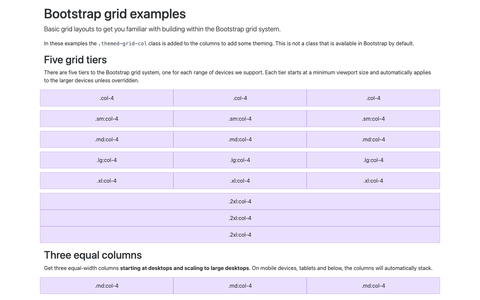 Bootstrap grid examples
Basic grid layouts to get you familiar with building within the Bootstrap grid system.
In these examples the .themed-grid-col class is added to the columns to add some theming. This is not a class that is available in Bootstrap by default.
Five grid tiers
There are five tiers to the Bootstrap grid system, one for each range of devices we support. Each tier starts at a minimum viewport size and automatically applies
to the larger devices unless overridden.
.col-4 .col-4 .col-4
.sm:col-4 .sm:col-4 .sm:col-4
.md:col-4 .md:col-4 .md:col-4
.lg:col-4 .lg:col-4 .lg:col-4
.xl:col-4 .xl:col-4 .xl:col-4
.2xl:col-4
.2xl:col-4
.2xl:col-4
Three equal columns
Get three equal-width columns starting at desktops and scaling to large desktops. On mobile devices, tablets and below, the columns will automatically stack.
.md:col-4 .md:col-4 .md:col-4